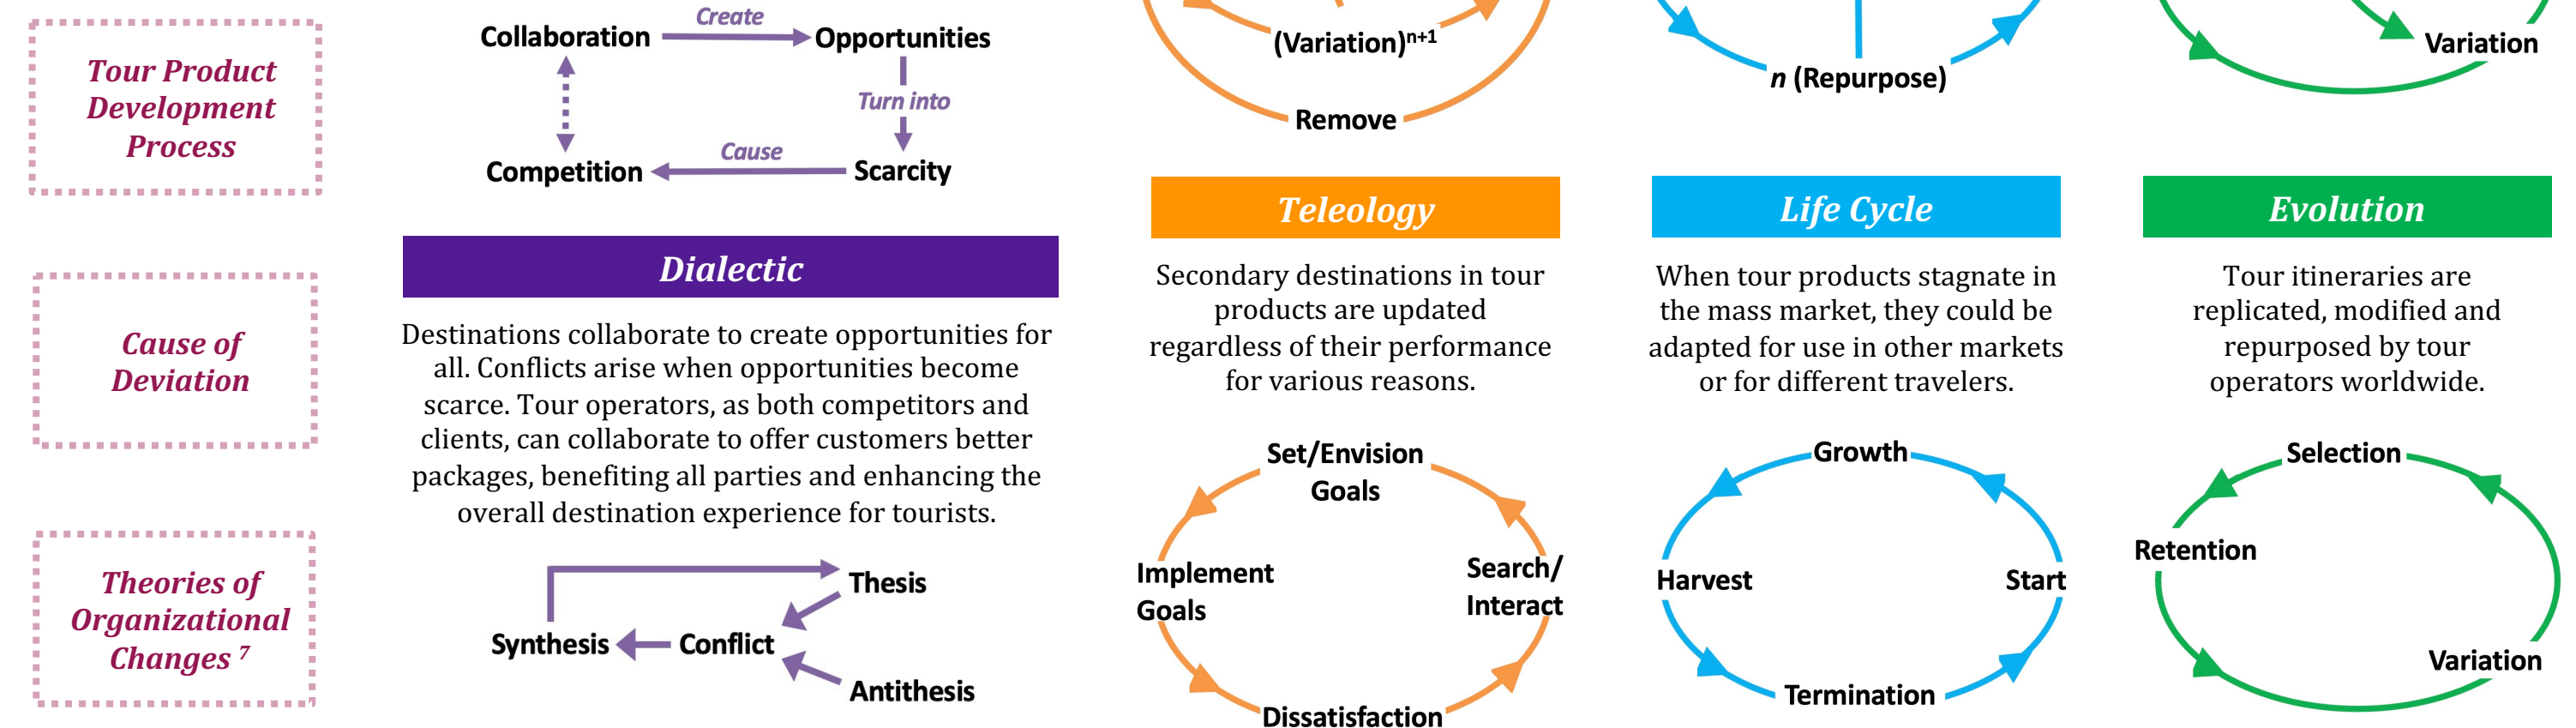 Tour Product
Development
Process
Create
Collaboration
Opportunities
Turn into
Cause
Competition
Scarcity
(Variation)ⁿ⁺¹
Remove
n (Repurpose)
Variation
Dialectic
Teleology
Life Cycle
Evolution
Cause of
Deviation
Destinations collaborate to create opportunities for
all. Conflicts arise when opportunities become
scarce. Tour operators, as both competitors and
clients, can collaborate to offer customers better
packages, benefiting all parties and enhancing the
overall destination experience for tourists.
Secondary destinations in tour
products are updated
regardless of their performance
for various reasons.
When tour products stagnate in
the mass market, they could be
adapted for use in other markets
or for different travelers.
Tour itineraries are
replicated, modified and
repurposed by tour
operators worldwide.
Theories of
Organizational
Changes ⁷
Thesis
Synthesis
Conflict
Antithesis
Set/Envision
Goals
Implement
Goals
Search/
Interact
Dissatisfaction
Growth
Harvest
Start
Termination
Selection
Retention
Variation